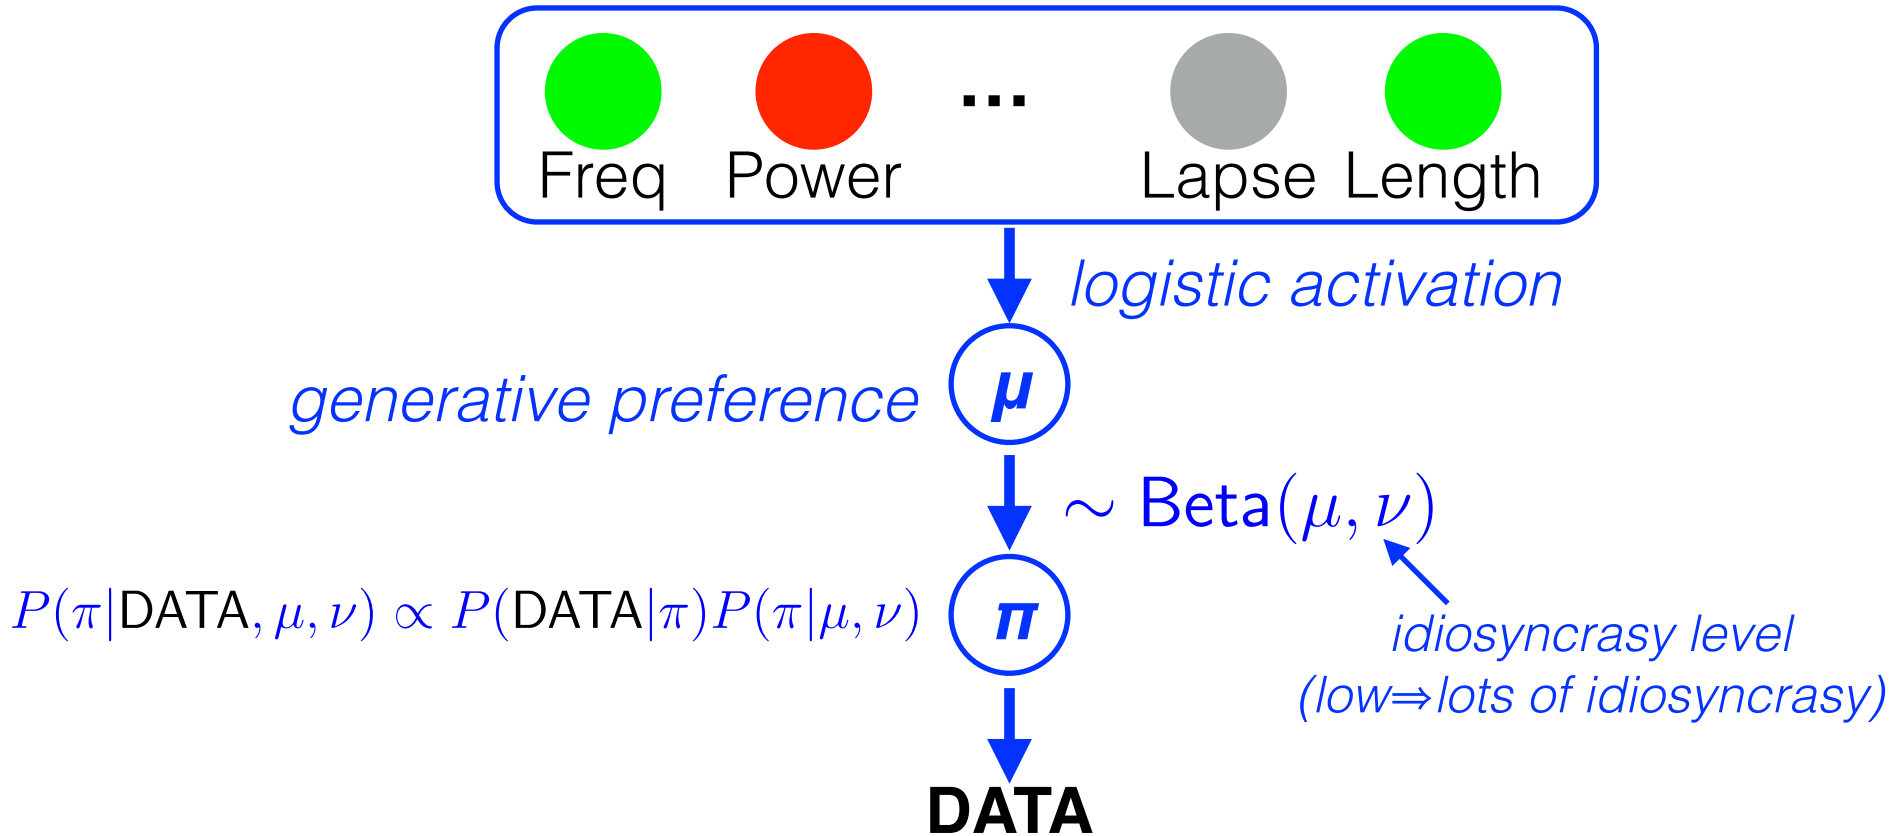 ...
Freq Power Lapse Length
logistic activation
generative preference
μ
∼ Beta(μ, ν)
P(π|DATA, μ, ν) ∝ P(DATA|π)P(π|μ, ν)
π
idiosyncrasy level
(low⇒lots of idiosyncrasy)
DATA